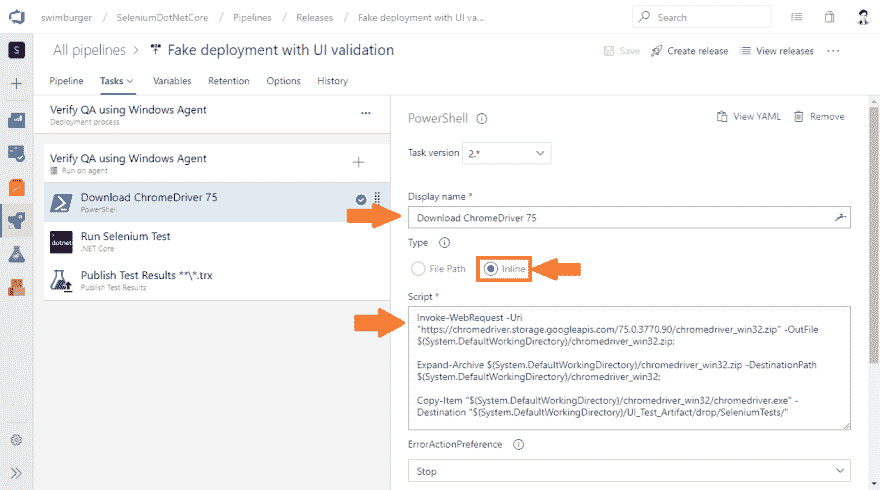 swimburger / SeleniumDotNetCore / Pipelines / Releases / Fake deployment with UI va...
Search
S
All pipelines > Fake deployment with UI validation
Save Create release View releases ...
Pipeline Tasks Variables Retention Options History
Verify QA using Windows Agent
Deployment process
Verify QA using Windows Agent
Run on agent
Download ChromeDriver 75
PowerShell
dotnet
Run Selenium Test
.NET Core
Publish Test Results **\*.trx
Publish Test Results
PowerShell
View YAML Remove
Task version 2.*
Display name *
Download ChromeDriver 75
Type
File Path Inline
Script *
Invoke-WebRequest -Uri
"https://chromedriver.storage.googleapis.com/75.0.3770.90/chromedriver_win32.zip" -OutFile
$(System.DefaultWorkingDirectory)/chromedriver_win32.zip;
Expand-Archive $(System.DefaultWorkingDirectory)/chromedriver_win32.zip -DestinationPath
$(System.DefaultWorkingDirectory)/chromedriver_win32;
Copy-Item "$(System.DefaultWorkingDirectory)/chromedriver_win32/chromedriver.exe" -
Destination "$(System.DefaultWorkingDirectory)/UI_Test_Artifact/drop/SeleniumTests/"
ErrorActionPreference
Stop